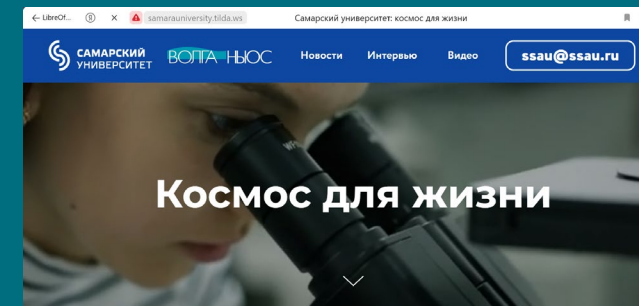 ← LibreOf... Я × samarauniversity.tilda.ws Самарский университет: космос для жизни
САМАРСКИЙ
УНИВЕРСИТЕТ
ВОЛГА НЬЮС Новости Интервью Видео ssau@ssau.ru
Космос для жизни